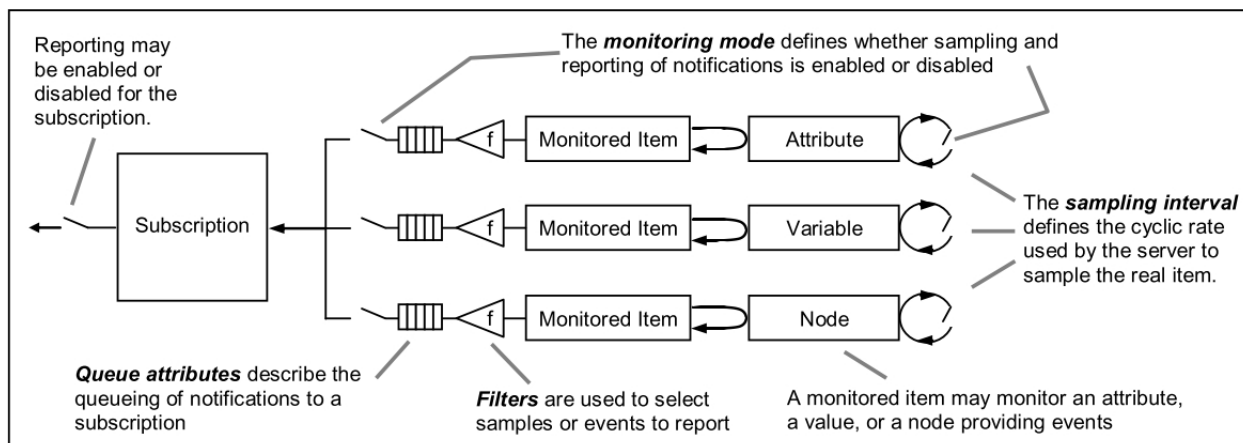 Reporting may
be enabled or
disabled for the
subscription.
The monitoring mode defines whether sampling and
reporting of notifications is enabled or disabled
f
Monitored Item
Attribute
Subscription
f
Monitored Item
Variable
The sampling interval
defines the cyclic rate
used by the server to
sample the real item.
f
Monitored Item
Node
Queue attributes describe the
queueing of notifications to a
subscription
Filters are used to select
samples or events to report
A monitored item may monitor an attribute,
a value, or a node providing events